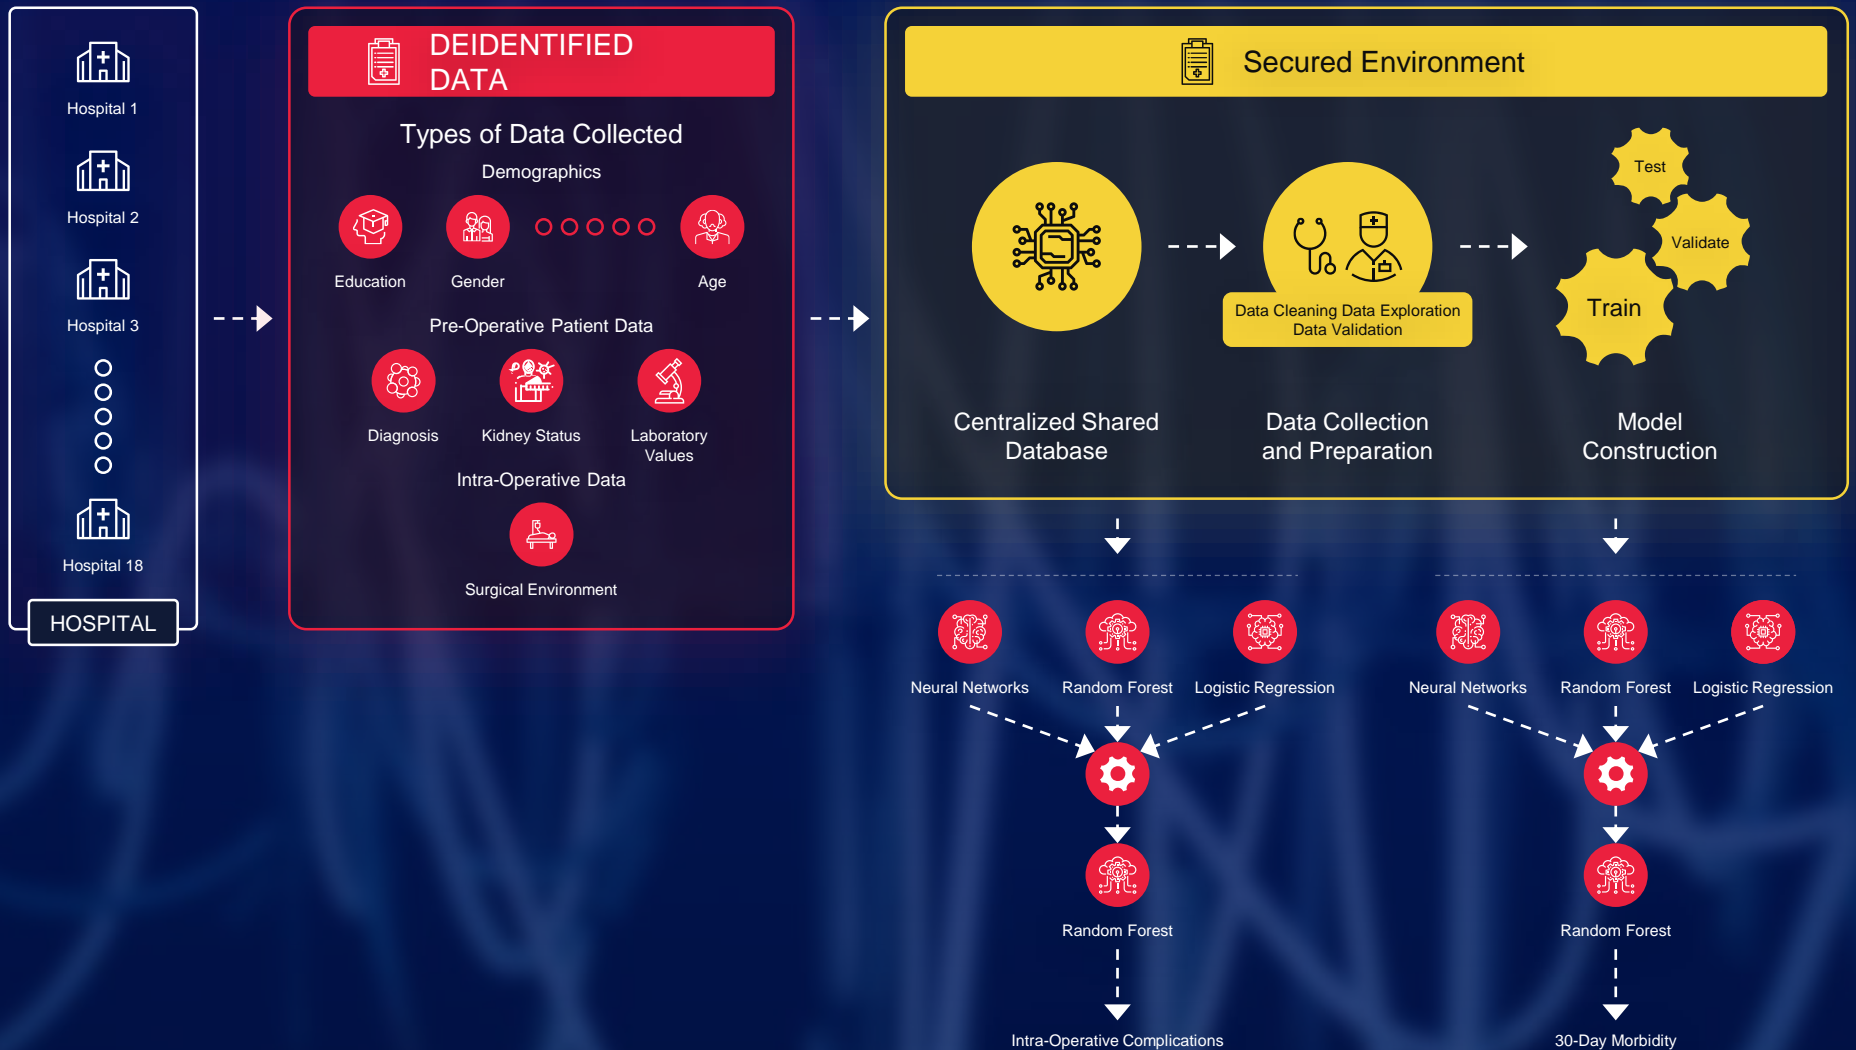 Hospital 1
Hospital 2
Hospital 3
Hospital 18
HOSPITAL
DEIDENTIFIED
DATA
Types of Data Collected
Demographics
Education
Gender
Age
Pre-Operative Patient Data
Diagnosis
Kidney Status
Laboratory
Values
Intra-Operative Data
Surgical Environment
Secured Environment
Data Cleaning Data Exploration
Data Validation
Test
Validate
Train
Centralized Shared
Database
Data Collection
and Preparation
Model
Construction
Neural Networks
Random Forest
Logistic Regression
Random Forest
Intra-Operative Complications
Neural Networks
Random Forest
Logistic Regression
Random Forest
30-Day Morbidity